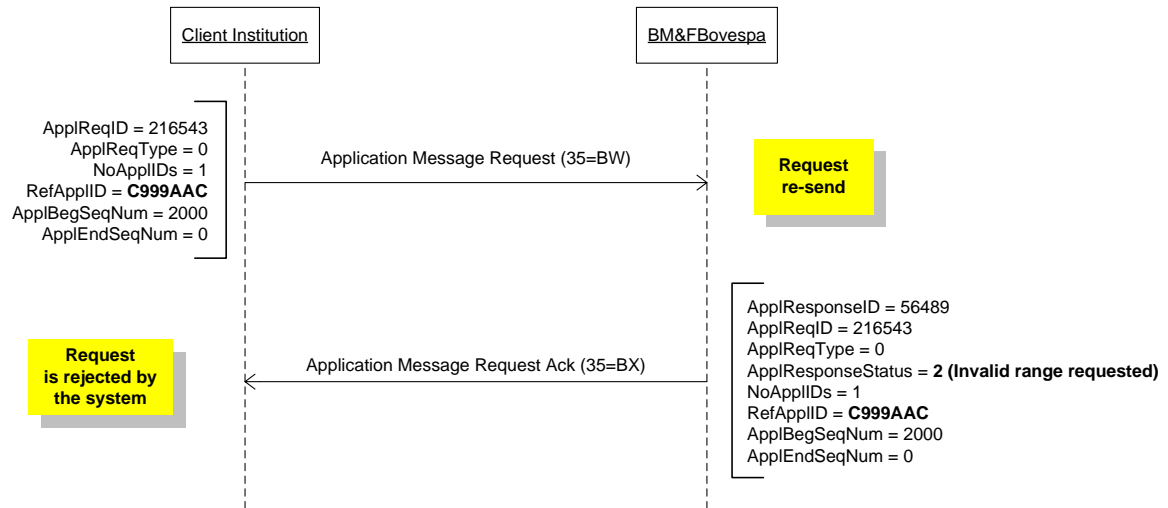 Client Institution
BM&FBovespa
ApplReqID = 216543
ApplReqType = 0
NoApplIDs = 1
RefApplID = C999AAC
ApplBegSeqNum = 2000
ApplEndSeqNum = 0
Application Message Request (35=BW)
Request
re-send
Request
is rejected by
the system
Application Message Request Ack (35=BX)
ApplResponseID = 56489
ApplReqID = 216543
ApplReqType = 0
ApplResponseStatus = 2 (Invalid range requested)
NoApplIDs = 1
RefApplID = C999AAC
ApplBegSeqNum = 2000
ApplEndSeqNum = 0